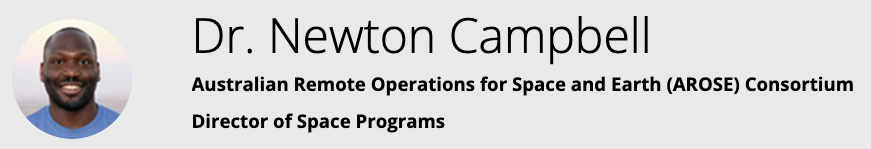 Dr. Newton Campbell
Australian Remote Operations for Space and Earth (AROSE) Consortium
Director of Space Programs